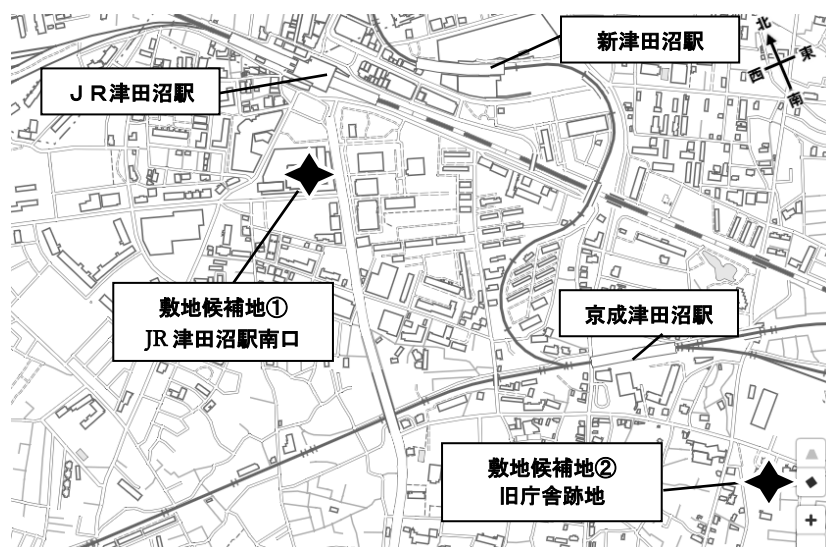 新津田沼駅
北
東
西
南
ＪＲ津田沼駅
敷地候補地①
JR 津田沼駅南口
京成津田沼駅
敷地候補地②
旧庁舎跡地
+